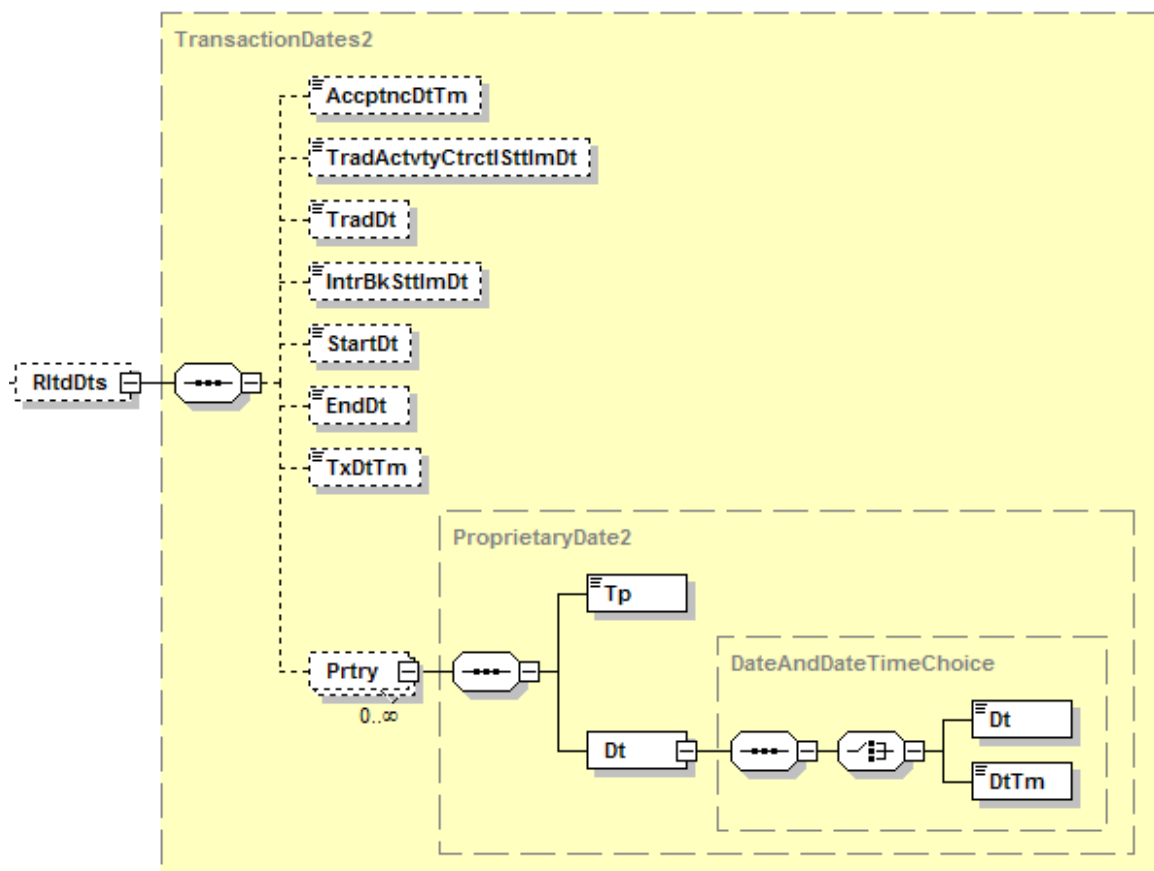 TransactionDates2
AccptncDtTm
TradActvtyCtrctlSttlmDt
TradDt
IntrBkSttlmDt
StartDt
RltdDts
EndDt
TxDtTm
ProprietaryDate2
Tp
DateAndDateTimeChoice
Prtry
0..∞
Dt
Dt
DtTm